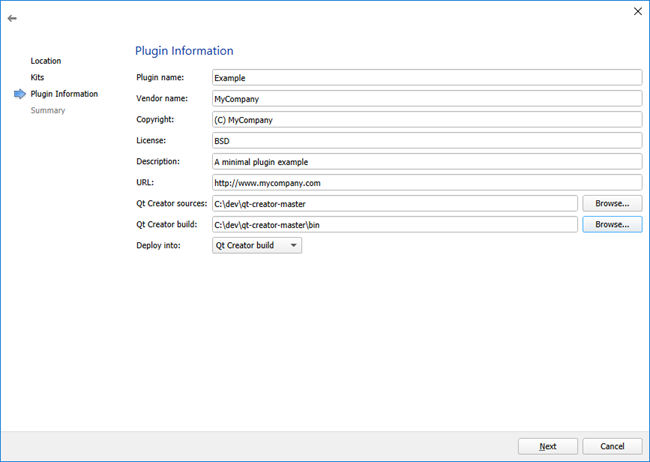 Location
Kits
Plugin Information
Summary
Plugin Information
Plugin name: Example
Vendor name: MyCompany
Copyright: (C) MyCompany
License: BSD
Description: A minimal plugin example
URL: http://www.mycompany.com
Qt Creator sources: C:\dev\qt-creator-master Browse...
Qt Creator build: C:\dev\qt-creator-master\bin Browse...
Deploy into: Qt Creator build
Next Cancel